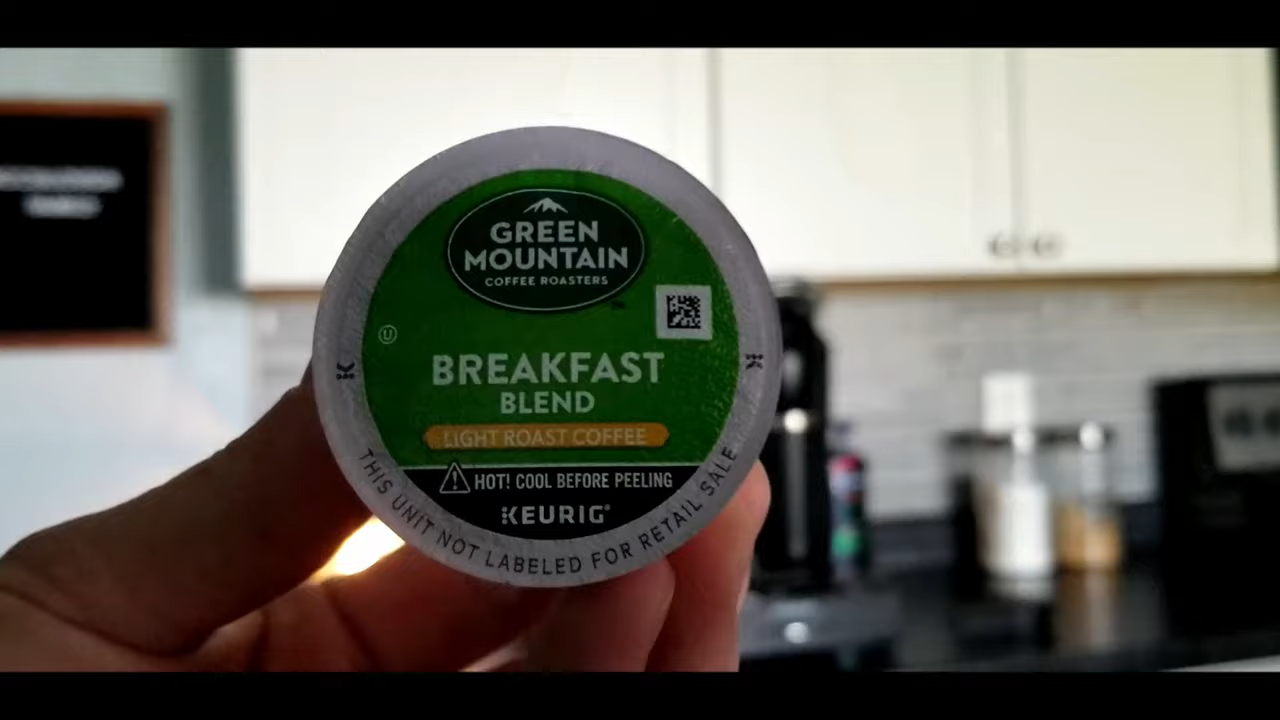 GREEN
MOUNTAIN
COFFEE ROASTERS
U
BREAKFAST
BLEND
LIGHT ROAST COFFEE
HOT! COOL BEFORE PEELING
KEURIG®
THIS UNIT NOT LABELED FOR RETAIL SALE